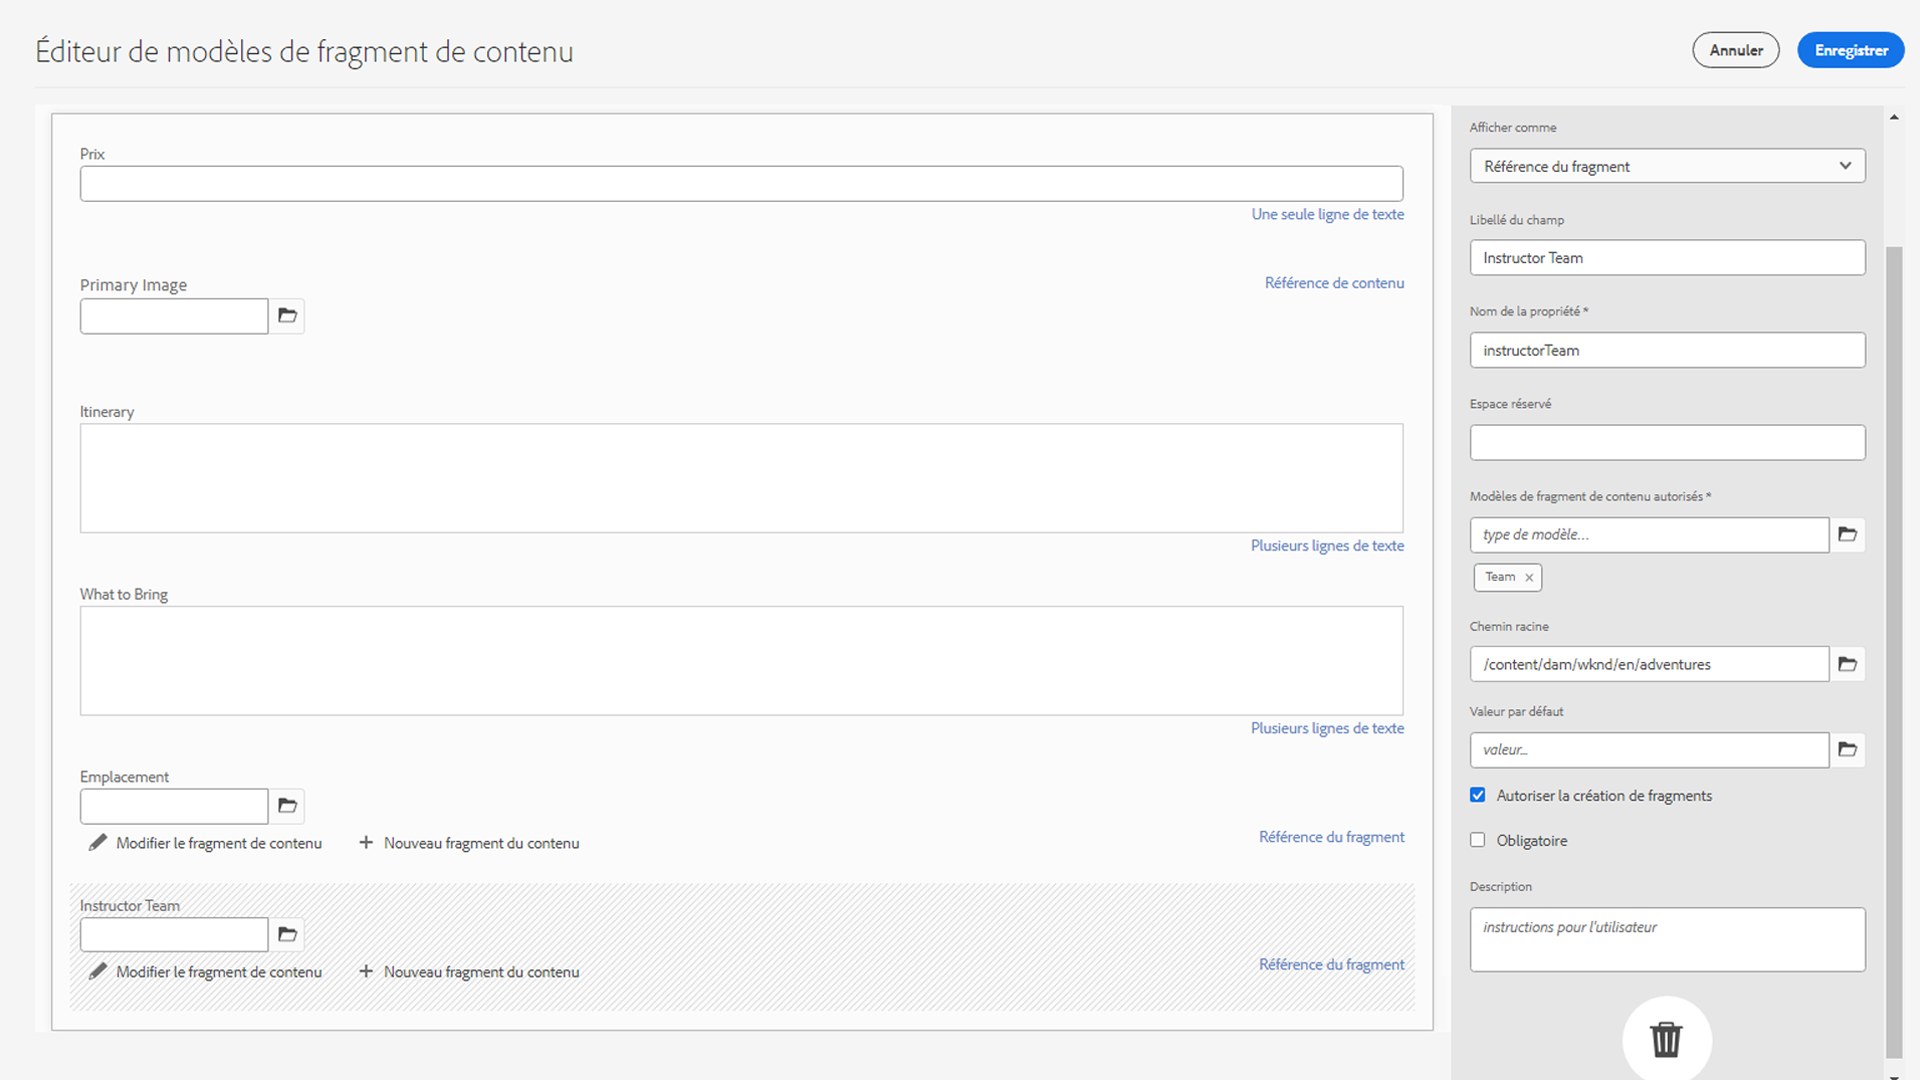 Éditeur de modèles de fragment de contenu
Annuler
Enregistrer
Prix
Une seule ligne de texte
Primary Image
Référence de contenu
Itinerary
Plusieurs lignes de texte
What to Bring
Plusieurs lignes de texte
Emplacement
Modifier le fragment de contenu
Nouveau fragment du contenu
Référence du fragment
Instructor Team
Modifier le fragment de contenu
Nouveau fragment du contenu
Référence du fragment
Afficher comme
Référence du fragment
Libellé du champ
Instructor Team
Nom de la propriété *
instructorTeam
Espace réservé
Modèles de fragment de contenu autorisés *
type de modèle...
Team
Chemin racine
/content/dam/wknd/en/adventures
Valeur par défaut
valeur...
Autoriser la création de fragments
Obligatoire
Description
instructions pour l'utilisateur